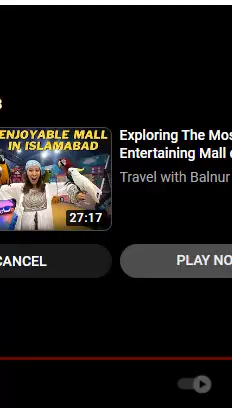 ENJOYABLE MALL
IN ISLAMABAD
27:17
Exploring The Mos
Entertaining Mall
Travel with Balnur
CANCEL
PLAY NO